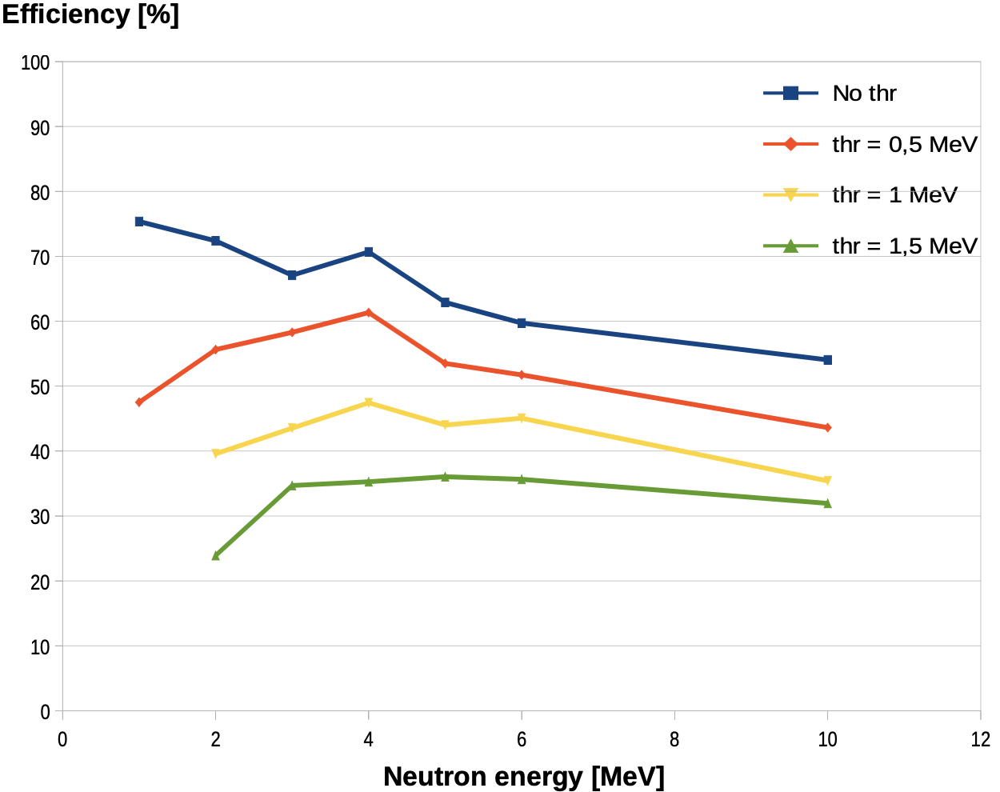 Efficiency [%]
100
90
80
70
60
50
40
30
20
10
0
No thr
thr = 0,5 MeV
thr = 1 MeV
thr = 1,5 MeV
0 2 4 6 8 10 12
Neutron energy [MeV]